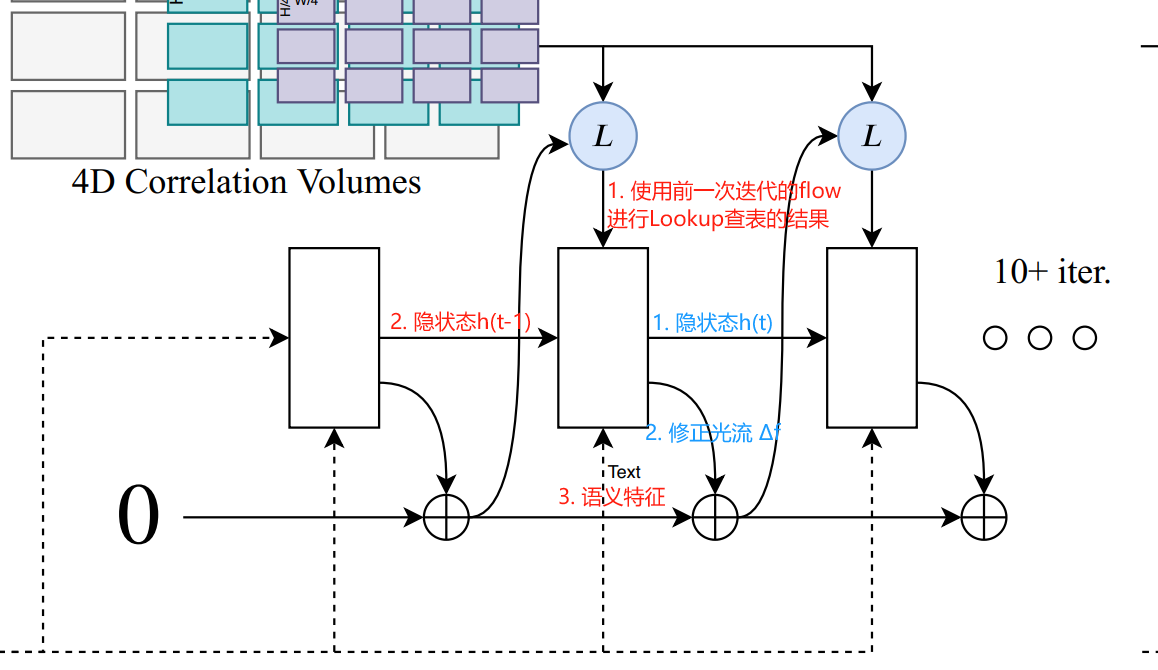 H
H/4
W/4
4D Correlation Volumes
L
L
1. 使用前一次迭代的flow
进行Lookup查表的结果
10+ iter.
2. 隐状态h(t-1)
1. 隐状态h(t)
2. 修正光流 Δf
Text
3. 语义特征
0